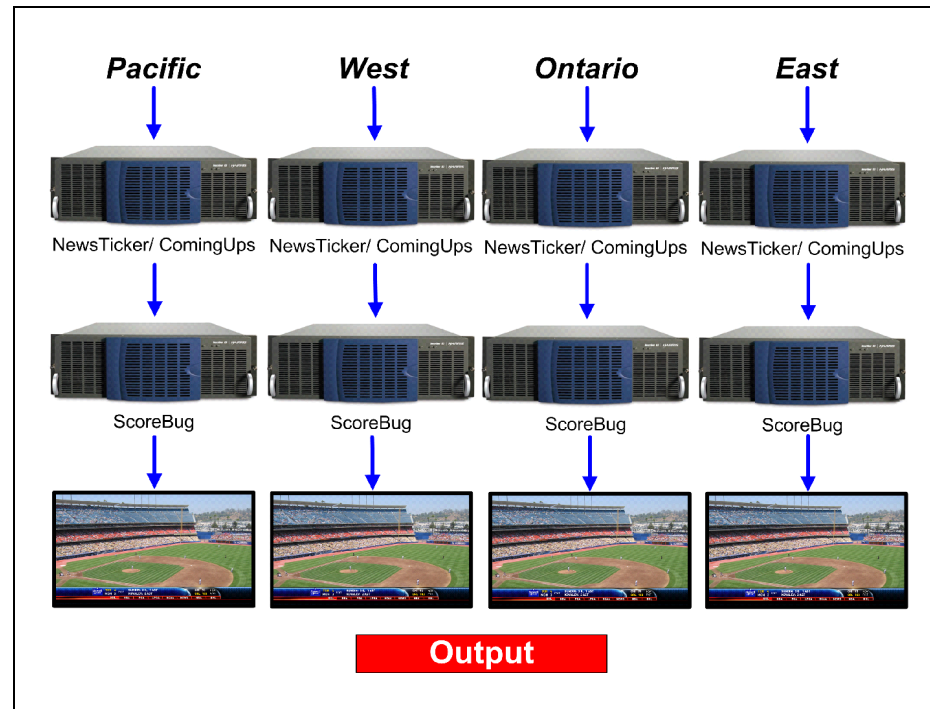 Pacific West Ontario East
NewsTicker/ ComingUps NewsTicker/ ComingUps NewsTicker/ ComingUps NewsTicker/ ComingUps
ScoreBug ScoreBug ScoreBug ScoreBug
Output